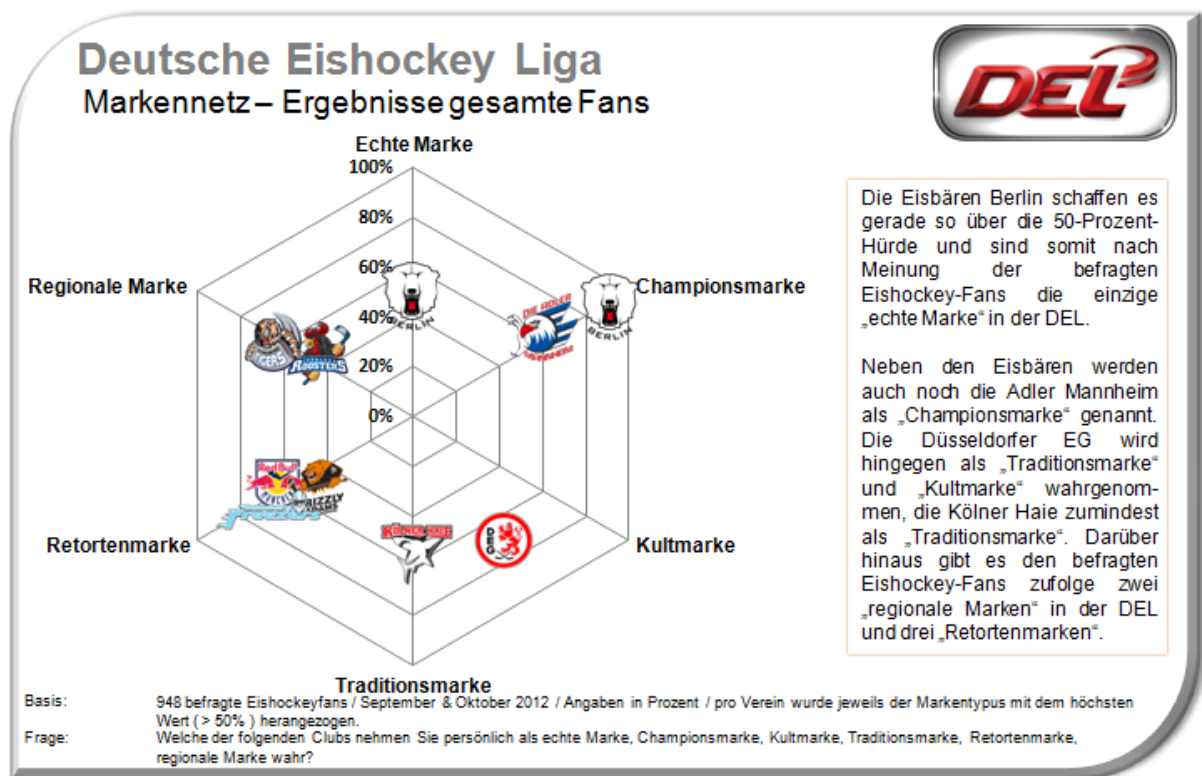 Deutsche Eishockey Liga
Markennetz – Ergebnisse gesamte Fans
DEL
Echte Marke
100%
80%
60%
40%
20%
0%
Regionale Marke
Championsmarke
BERLIN
BERLIN
DIE ADLER
MANNHEIM
TIGERS
ROOSTERS
Red Bull
MÜNCHEN
GRIZZLY
ADAMS
Freezers
KÖLNER HAIE
DEG
Retortenmarke
Kultmarke
Traditionsmarke
Die Eisbären Berlin schaffen es
gerade so über die 50-Prozent-
Hürde und sind somit nach
Meinung der befragten
Eishockey-Fans die einzige
„echte Marke“ in der DEL.
Neben den Eisbären werden
auch noch die Adler Mannheim
als „Championsmarke“ genannt.
Die Düsseldorfer EG wird
hingegen als „Traditionsmarke“
und „Kultmarke“ wahrgenom-
men, die Kölner Haie zumindest
als „Traditionsmarke“. Darüber
hinaus gibt es den befragten
Eishockey-Fans zufolge zwei
„regionale Marken“ in der DEL
und drei „Retortenmarken“.
Basis: 948 befragte Eishockeyfans / September & Oktober 2012 / Angaben in Prozent / pro Verein wurde jeweils der Markentypus mit dem höchsten
Wert ( > 50% ) herangezogen.
Frage: Welche der folgenden Clubs nehmen Sie persönlich als echte Marke, Championsmarke, Kultmarke, Traditionsmarke, Retortenmarke,
regionale Marke wahr?